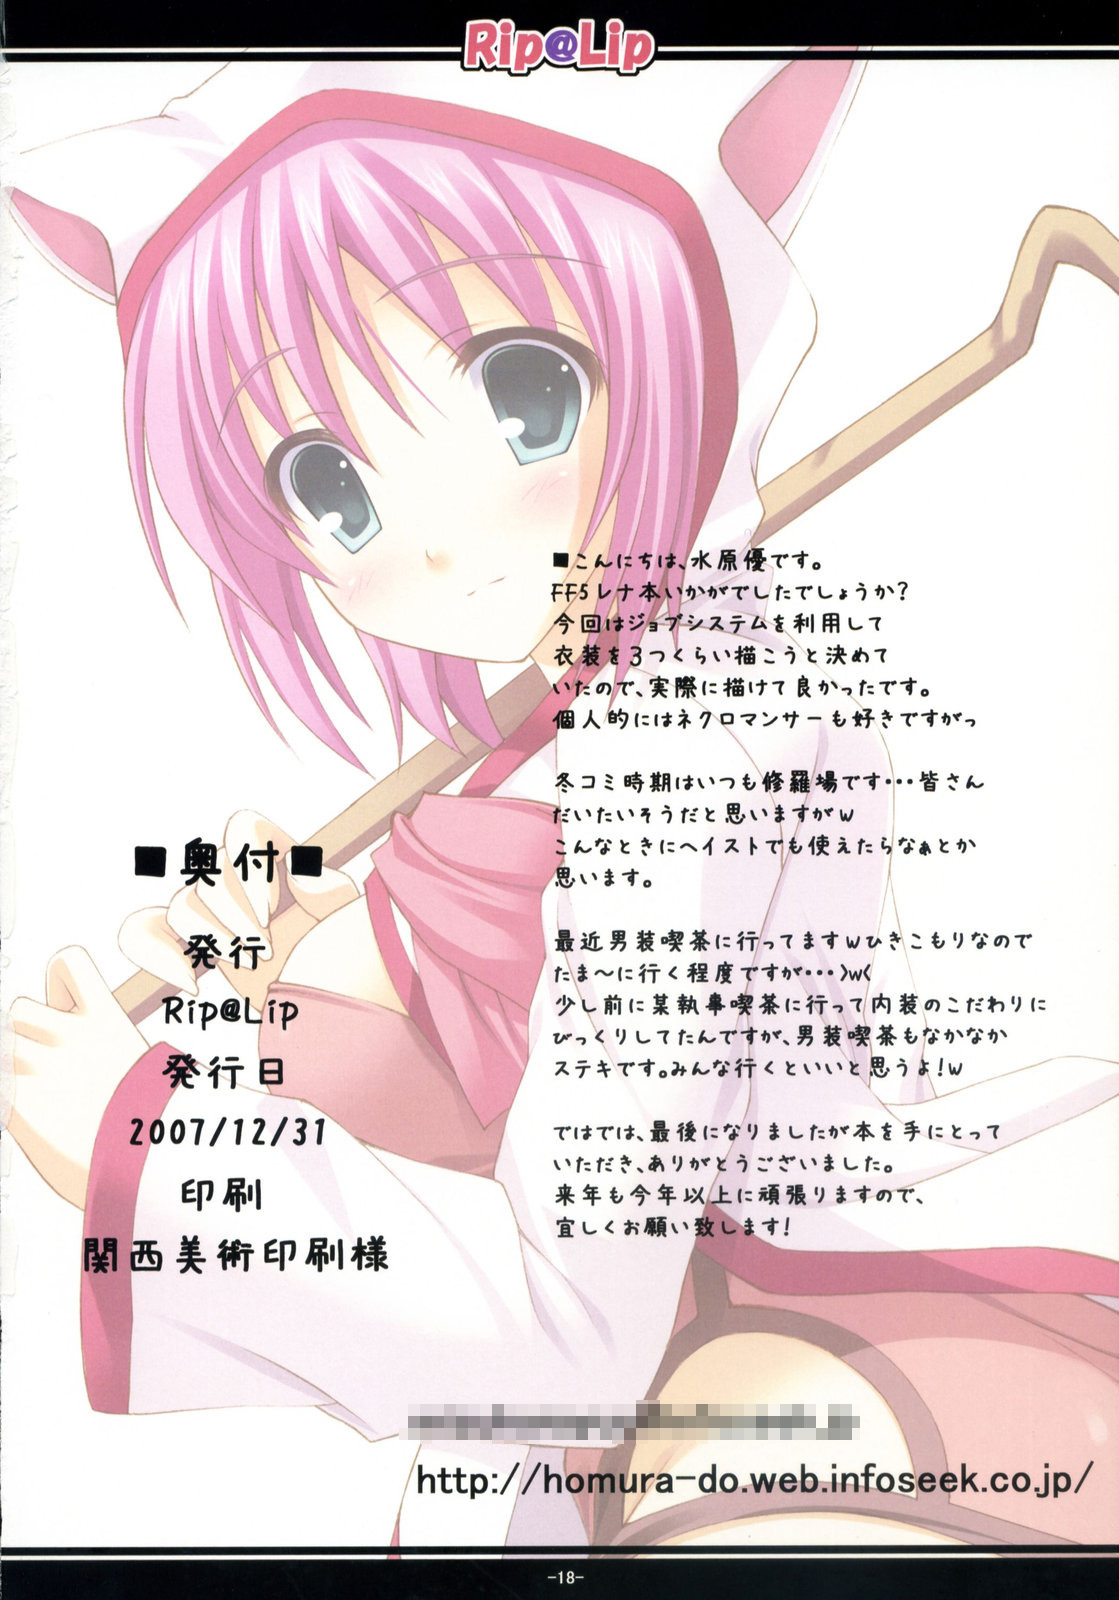 Rip@Lip
■こんにちは、水原優です。
FF5レナ本いかがでしたでしょうか?
今回はジョブシステムを利用して
衣装を3つくらい描こうと決めて
いたので、実際に描けて良かったです。
個人的にはネクロマンサーも好きですがっ
冬コミ時期はいつも修羅場です・・・皆さん
だいたいそうだと思いますがw
こんなときにヘイストでも使えたらなぁとか
思います。
最近男装喫茶に行ってますwひきこもりなので
たま～に行く程度ですが・・・>w<
少し前に某執事喫茶に行って内装のこだわりに
びっくりしてたんですが、男装喫茶もなかなか
ステキです。みんな行くといいと思うよ!w
ではでは、最後になりましたが本を手にとって
いただき、ありがとうございました。
来年も今年以上に頑張りますので、
宜しくお願い致します!
■奥付■
発行
Rip@Lip
発行日
2007/12/31
印刷
関西美術印刷様
http://homura-do.web.infoseek.co.jp/
-18-